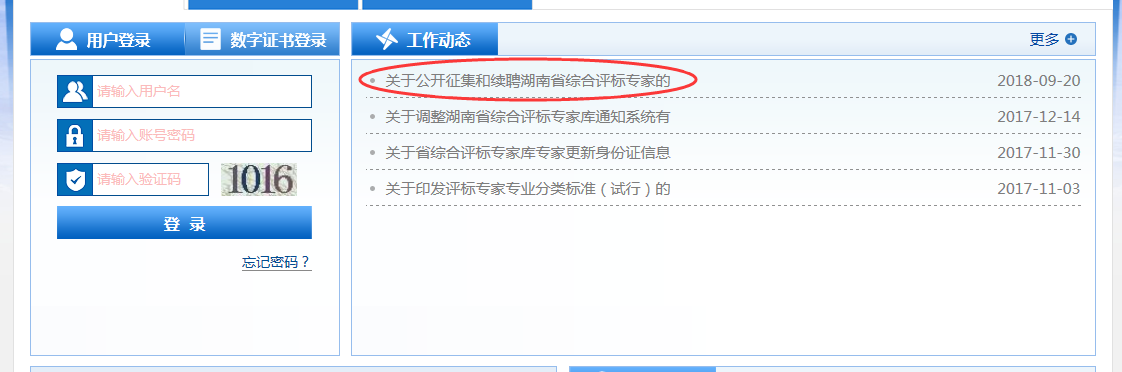 用户登录
数字证书登录
请输入用户名
请输入账号密码
请输入验证码
1016
登 录
忘记密码？
工作动态
更多
关于公开征集和续聘湖南省综合评标专家的 2018-09-20
关于调整湖南省综合评标专家库通知系统有 2017-12-14
关于省综合评标专家库专家更新身份证信息 2017-11-30
关于印发评标专家专业分类标准（试行）的 2017-11-03